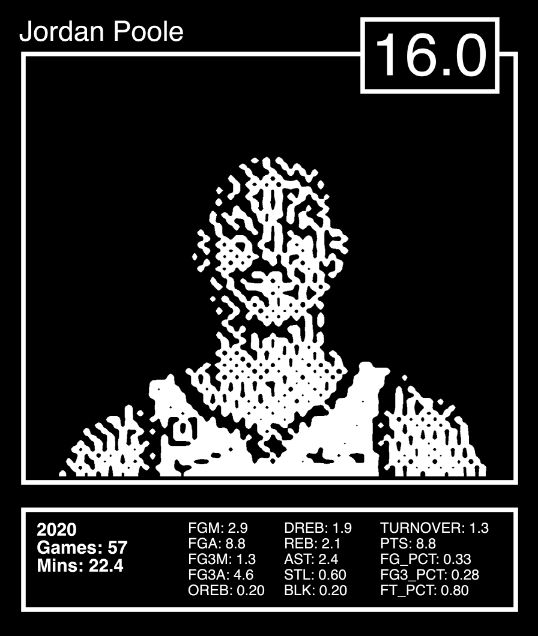 Jordan Poole
16.0
2020
Games: 57
Mins: 22.4
FGM: 2.9
FGA: 8.8
FG3M: 1.3
FG3A: 4.6
OREB: 0.20
DREB: 1.9
REB: 2.1
AST: 2.4
STL: 0.60
BLK: 0.20
TURNOVER: 1.3
PTS: 8.8
FG_PCT: 0.33
FG3_PCT: 0.28
FT_PCT: 0.80